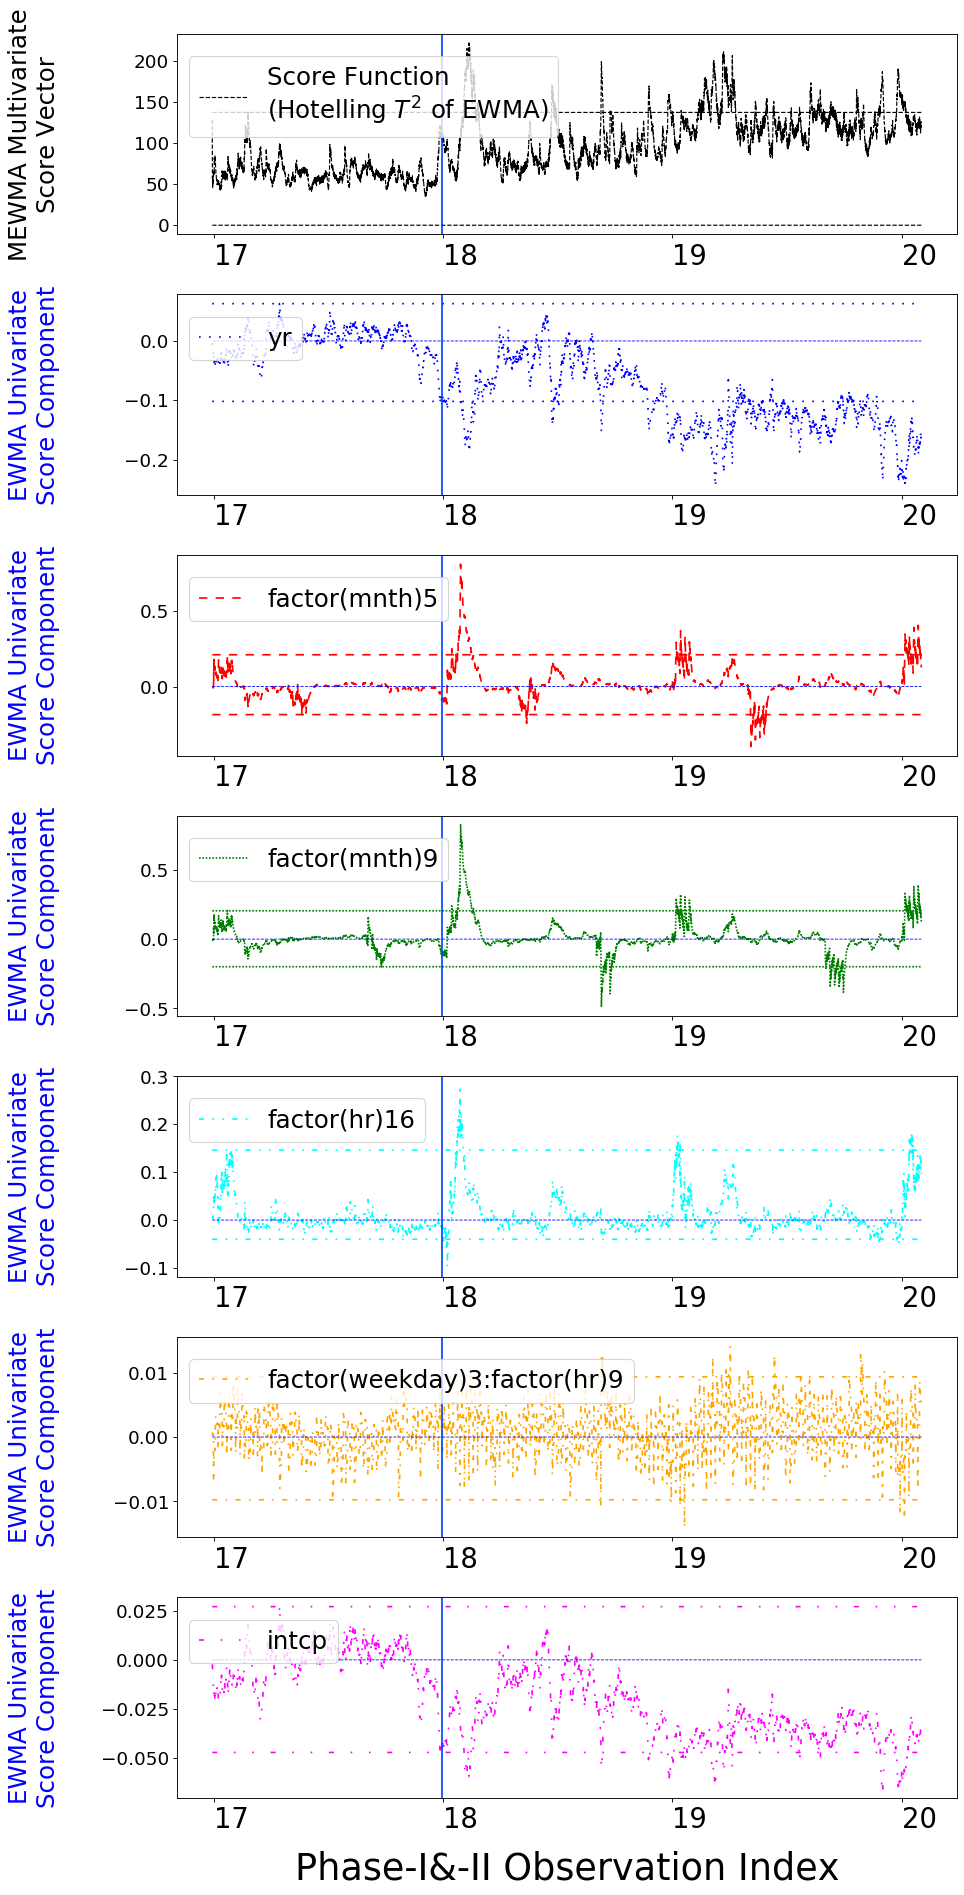 MEWMA Multivariate
Score Vector
200
150
100
50
0
Score Function
(Hotelling T² of EWMA)
17 18 19 20
EWMA Univariate
Score Component
0.0
−0.1
−0.2
yr
17 18 19 20
EWMA Univariate
Score Component
0.5
0.0
factor(mnth)5
17 18 19 20
EWMA Univariate
Score Component
0.5
0.0
−0.5
factor(mnth)9
17 18 19 20
EWMA Univariate
Score Component
0.3
0.2
0.1
0.0
−0.1
factor(hr)16
17 18 19 20
EWMA Univariate
Score Component
0.01
0.00
−0.01
factor(weekday)3:factor(hr)9
17 18 19 20
EWMA Univariate
Score Component
0.025
0.000
−0.025
−0.050
intcp
17 18 19 20
Phase-I&-II Observation Index